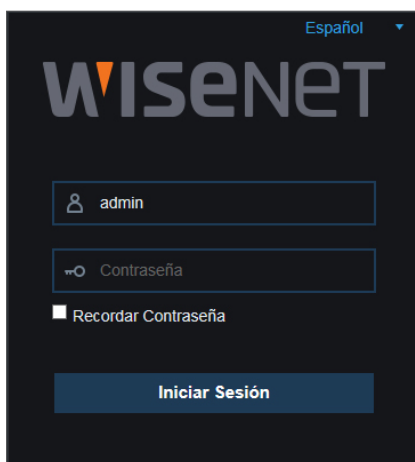 Español
WISENET
admin
Contraseña
Recordar Contraseña
Iniciar Sesión